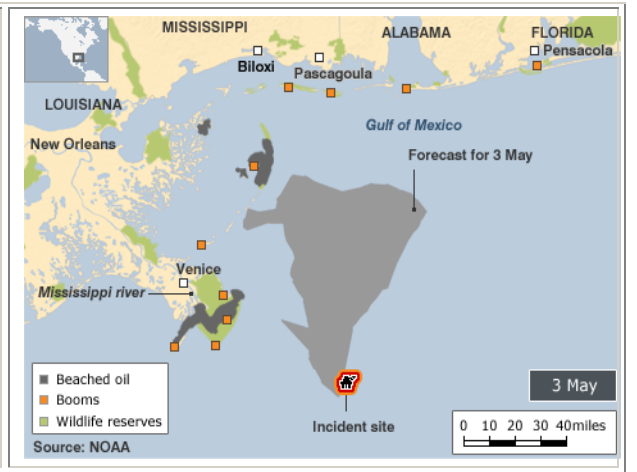 MISSISSIPPI
ALABAMA
FLORIDA
Pensacola
Biloxi
Pascagoula
LOUISIANA
Gulf of Mexico
New Orleans
Forecast for 3 May
Venice
Mississippi river
Beached oil
Booms
Wildlife reserves
3 May
Incident site
0 10 20 30 40miles
Source: NOAA